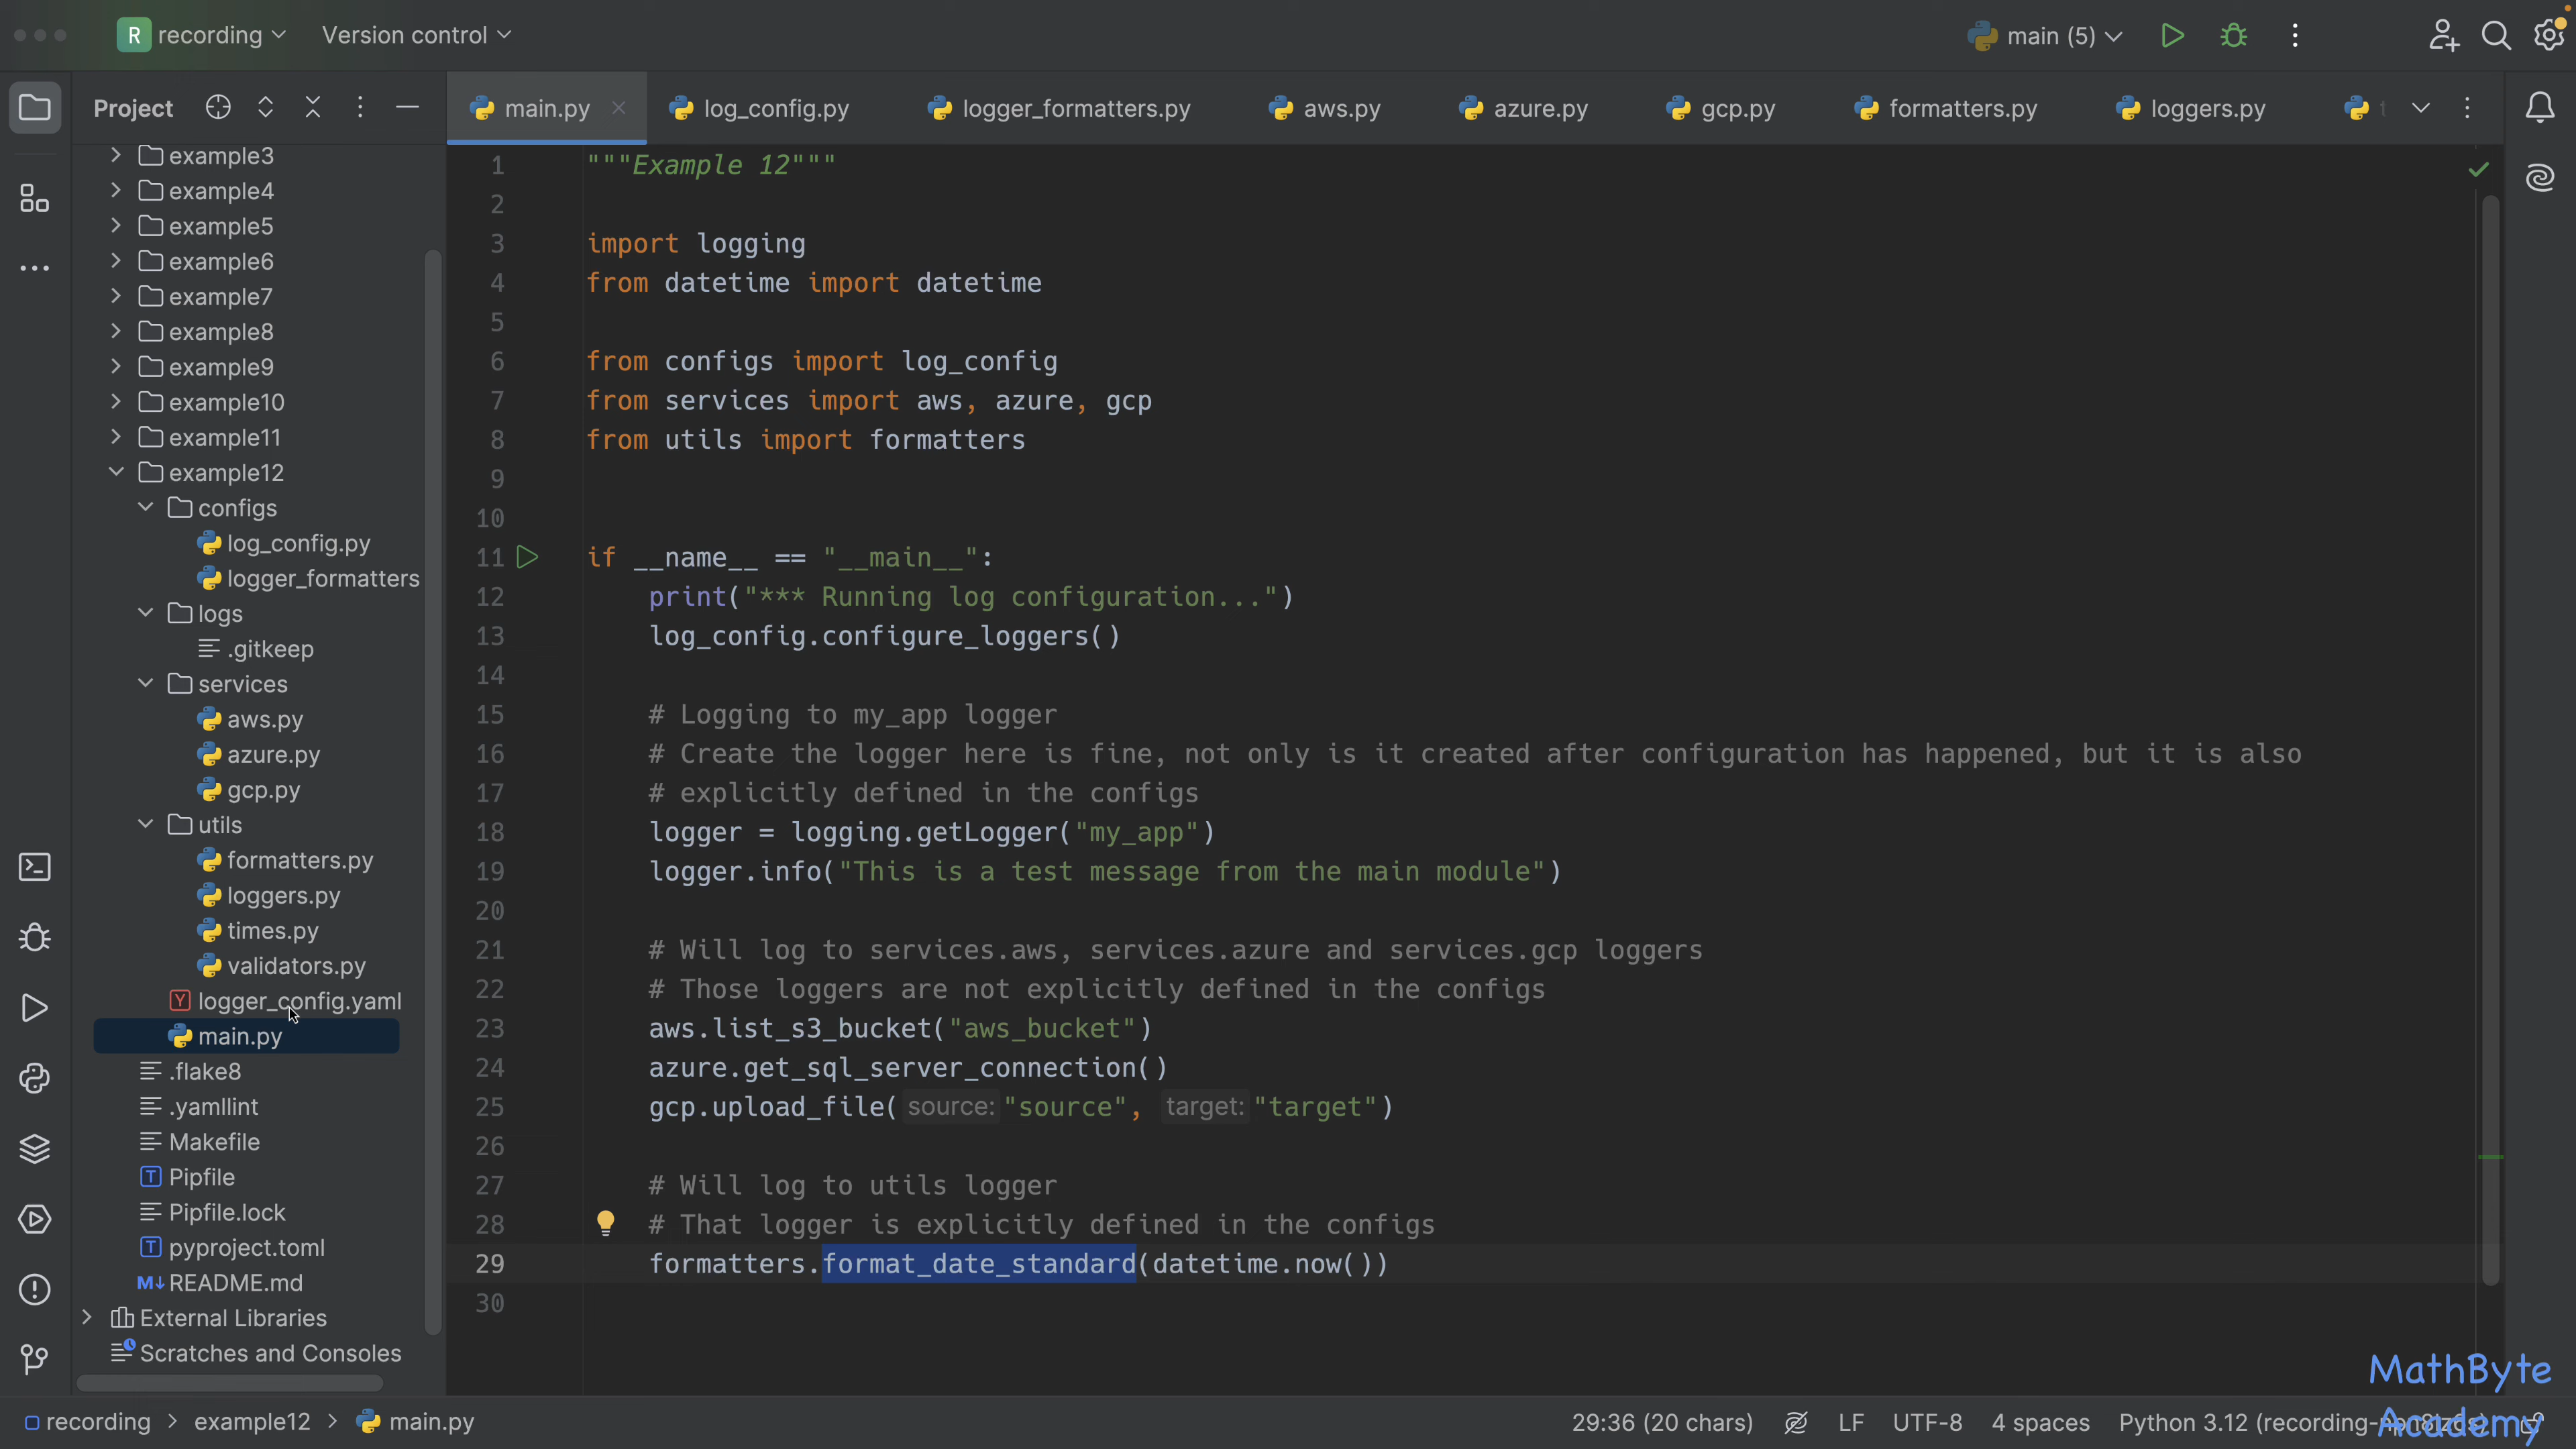 R recording Version control main (5)
Project main.py log_config.py logger_formatters.py aws.py azure.py gcp.py formatters.py loggers.py
example3
example4
example5
example6
example7
example8
example9
example10
example11
example12
configs
log_config.py
logger_formatters
logs
.gitkeep
services
aws.py
azure.py
gcp.py
utils
formatters.py
loggers.py
times.py
validators.py
logger_config.yaml
main.py
.flake8
.yamllint
Makefile
Pipfile
Pipfile.lock
pyproject.toml
README.md
External Libraries
Scratches and Consoles
1 """Example 12"""
2
3 import logging
4 from datetime import datetime
5
6 from configs import log_config
7 from services import aws, azure, gcp
8 from utils import formatters
9
10
11 if __name__ == "__main__":
12 print("*** Running log configuration...")
13 log_config.configure_loggers()
14
15 # Logging to my_app logger
16 # Create the logger here is fine, not only is it created after configuration has happened, but it is also
17 # explicitly defined in the configs
18 logger = logging.getLogger("my_app")
19 logger.info("This is a test message from the main module")
20
21 # Will log to services.aws, services.azure and services.gcp loggers
22 # Those loggers are not explicitly defined in the configs
23 aws.list_s3_bucket("aws_bucket")
24 azure.get_sql_server_connection()
25 gcp.upload_file( source: "source", target: "target")
26
27 # Will log to utils logger
28 # That logger is explicitly defined in the configs
29 formatters.format_date_standard(datetime.now())
30
MathByte
Academy
recording > example12 > main.py 29:36 (20 chars) LF UTF-8 4 spaces Python 3.12